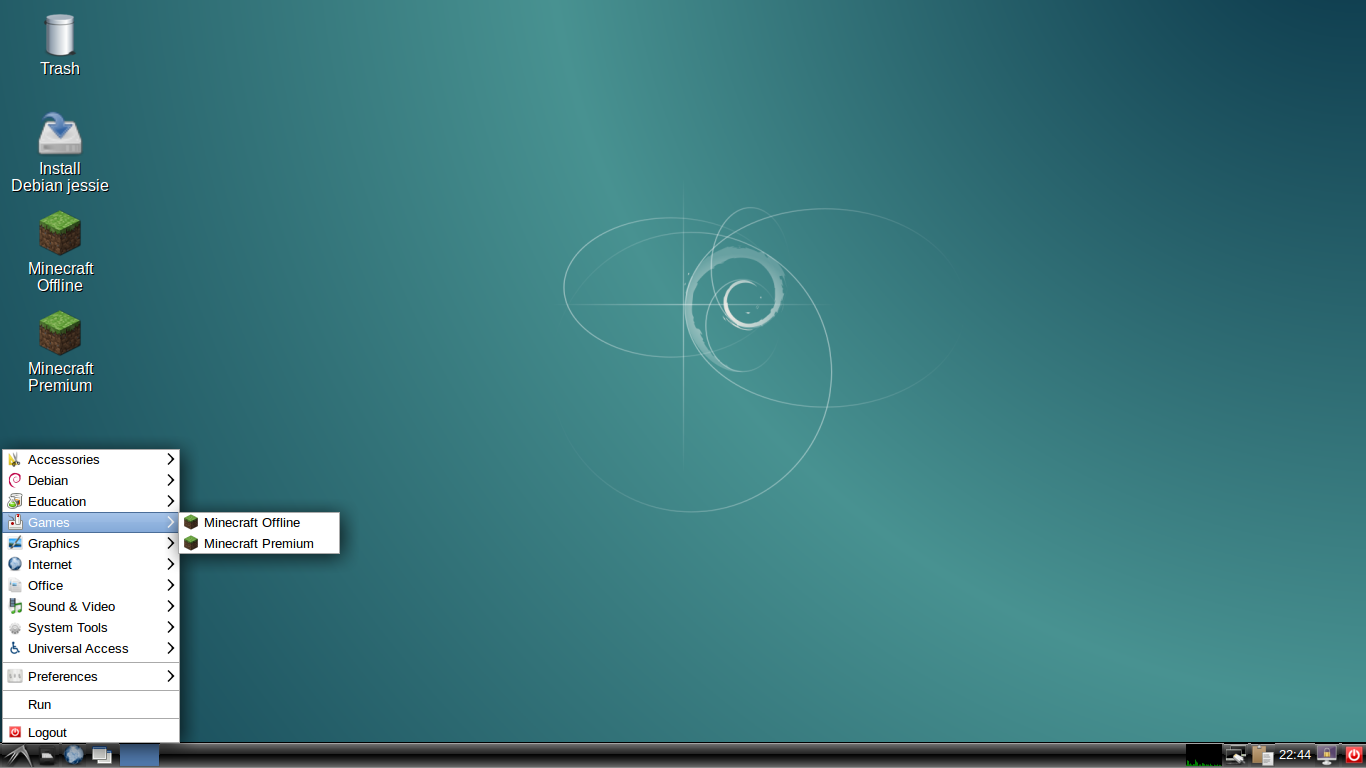 Trash
Install
Debian jessie
Minecraft
Offline
Minecraft
Premium
Accessories
Debian
Education
Games
Minecraft Offline
Graphics
Minecraft Premium
Internet
Office
Sound & Video
System Tools
Universal Access
Preferences
Run
Logout
22:44